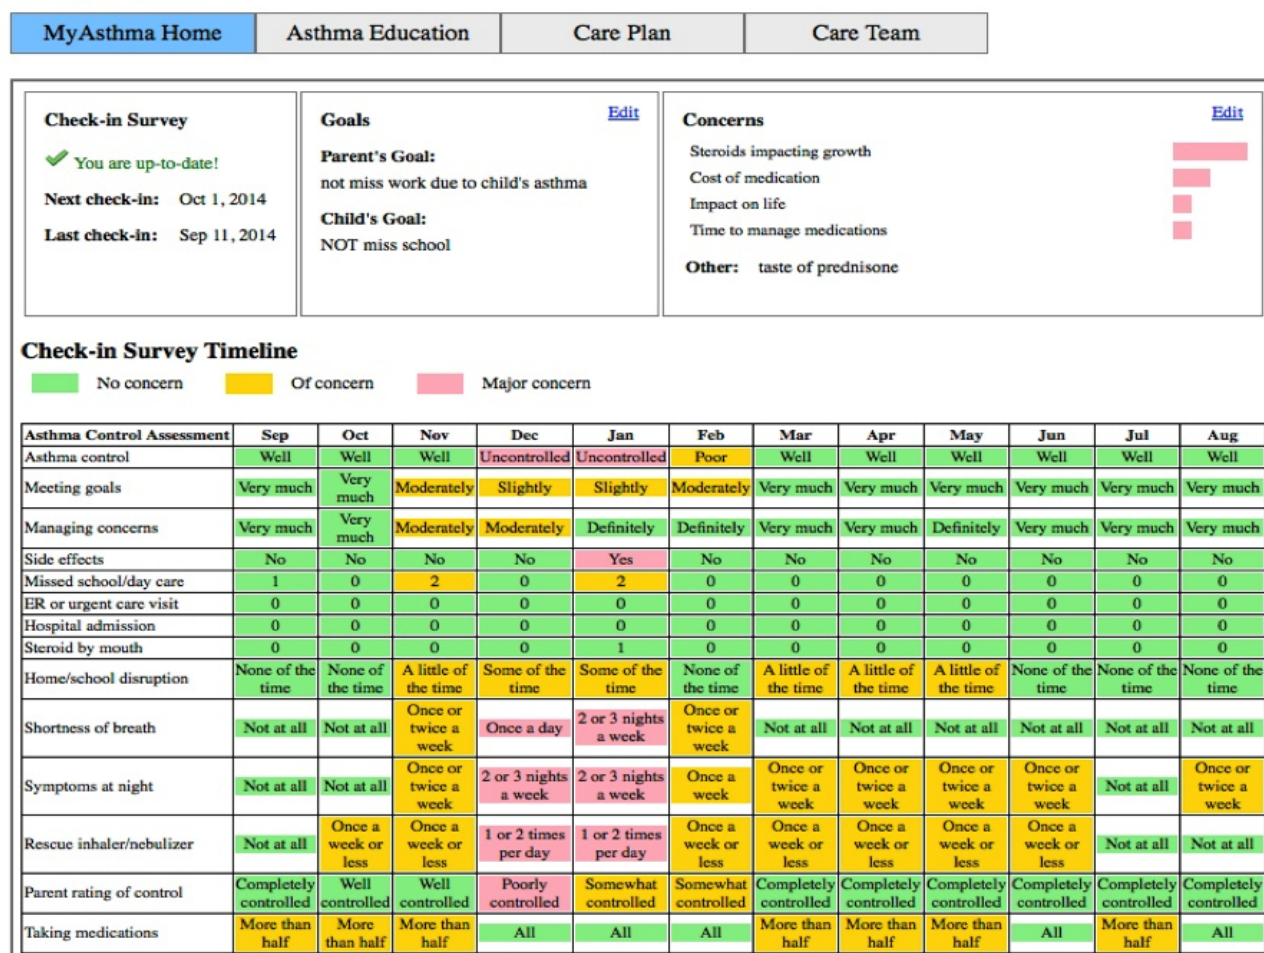 MyAsthma Home Asthma Education Care Plan Care Team
Check-in Survey
You are up-to-date!
Next check-in: Oct 1, 2014
Last check-in: Sep 11, 2014
Goals Edit
Parent's Goal:
not miss work due to child's asthma
Child's Goal:
NOT miss school
Concerns Edit
Steroids impacting growth
Cost of medication
Impact on life
Time to manage medications
Other: taste of prednisone
Check-in Survey Timeline
No concern Of concern Major concern
Asthma Control Assessment Sep Oct Nov Dec Jan Feb Mar Apr May Jun Jul Aug
Asthma control Well Well Well Uncontrolled Uncontrolled Poor Well Well Well Well Well Well
Meeting goals Very much Very much Moderately Slightly Slightly Moderately Very much Very much Very much Very much Very much Very much
Managing concerns Very much Very much Moderately Moderately Definitely Definitely Very much Very much Definitely Very much Very much Very much
Side effects No No No No Yes No No No No No No No
Missed school/day care 1 0 2 0 2 0 0 0 0 0 0 0
ER or urgent care visit 0 0 0 0 0 0 0 0 0 0 0 0
Hospital admission 0 0 0 0 0 0 0 0 0 0 0 0
Steroid by mouth 0 0 0 0 1 0 0 0 0 0 0 0
Home/school disruption None of the time None of the time A little of the time Some of the time Some of the time None of the time A little of the time A little of the time A little of the time None of the time None of the time None of the time
Shortness of breath Not at all Not at all Once or twice a week Once a day 2 or 3 nights a week Once or twice a week Not at all Not at all Not at all Not at all Not at all Not at all
Symptoms at night Not at all Not at all Once or twice a week 2 or 3 nights a week 2 or 3 nights a week Once a week Once or twice a week Once or twice a week Once or twice a week Once or twice a week Not at all Once or twice a week
Rescue inhaler/nebulizer Not at all Once a week or less Once a week or less 1 or 2 times per day 1 or 2 times per day Once a week or less Once a week or less Once a week or less Once a week or less Once a week or less Not at all Not at all
Parent rating of control Completely controlled Well controlled Well controlled Poorly controlled Somewhat controlled Somewhat controlled Completely controlled Completely controlled Completely controlled Completely controlled Completely controlled Completely controlled
Taking medications More than half More than half More than half All All All More than half More than half More than half All More than half All